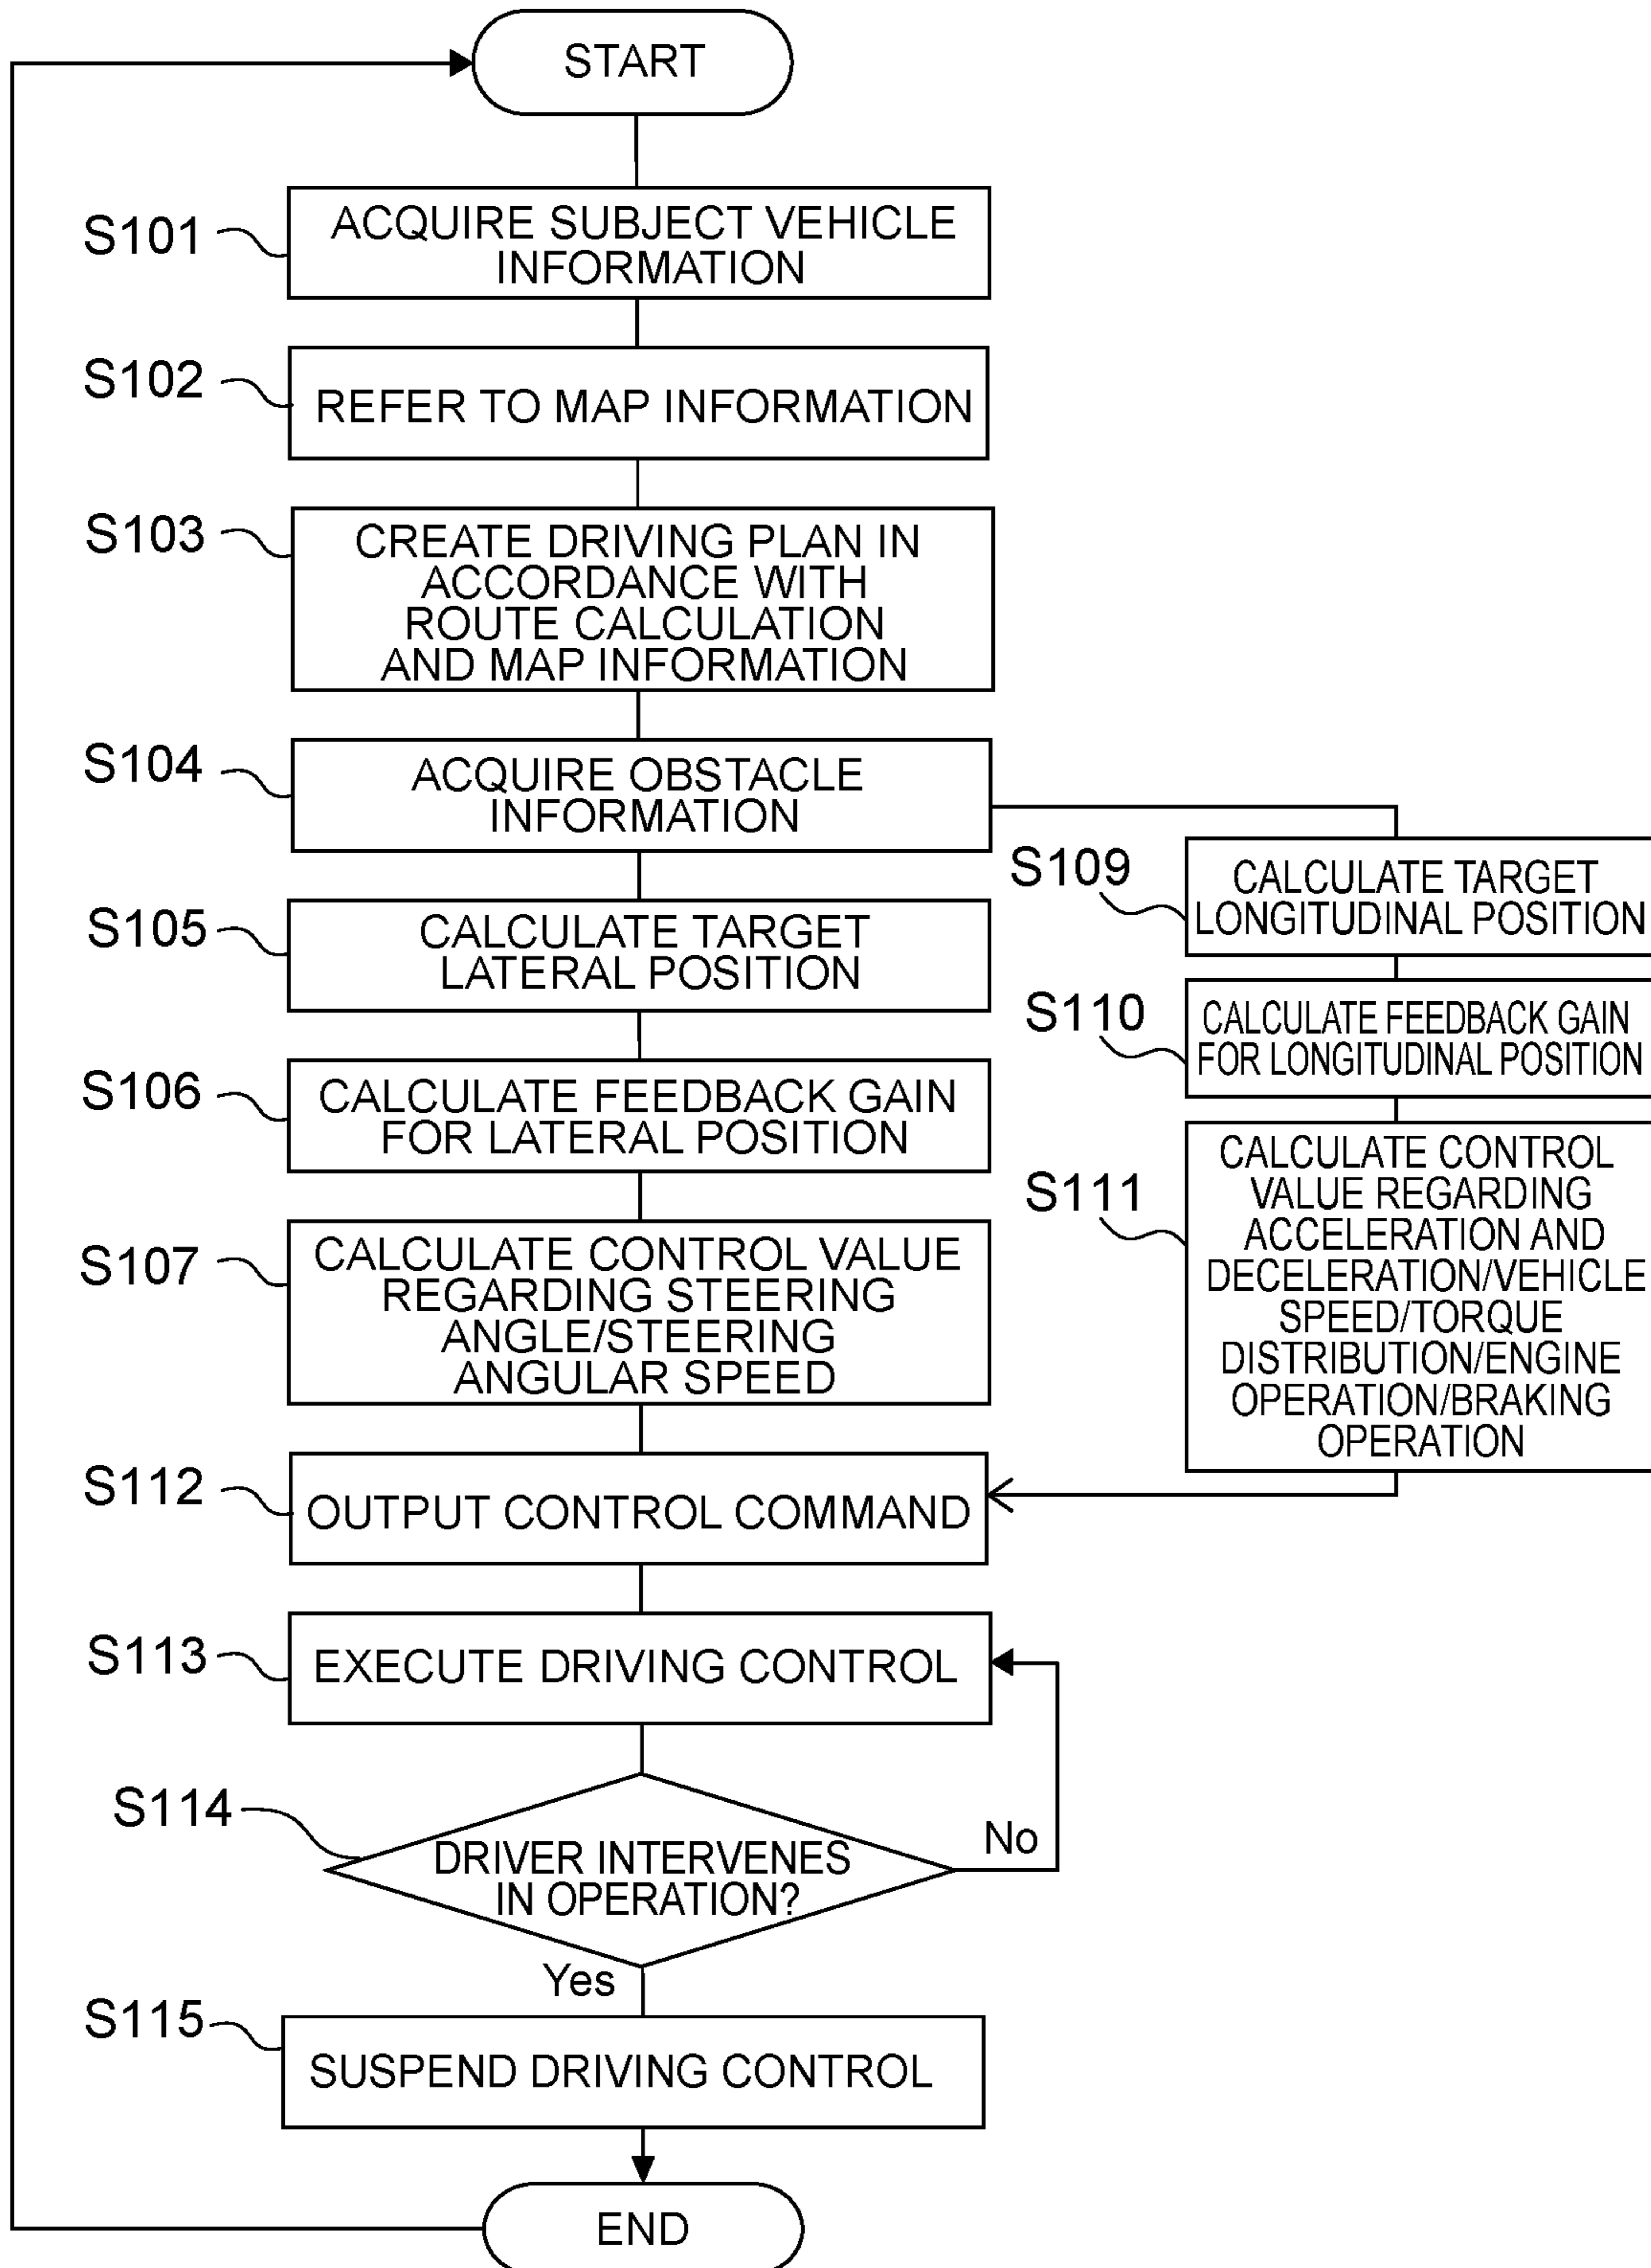 START
S101
ACQUIRE SUBJECT VEHICLE
INFORMATION
S102
REFER TO MAP INFORMATION
S103
CREATE DRIVING PLAN IN
ACCORDANCE WITH
ROUTE CALCULATION
AND MAP INFORMATION
S104
ACQUIRE OBSTACLE
INFORMATION
S105
CALCULATE TARGET
LATERAL POSITION
S106
CALCULATE FEEDBACK GAIN
FOR LATERAL POSITION
S107
CALCULATE CONTROL VALUE
REGARDING STEERING
ANGLE/STEERING
ANGULAR SPEED
S109
CALCULATE TARGET
LONGITUDINAL POSITION
S110
CALCULATE FEEDBACK GAIN
FOR LONGITUDINAL POSITION
S111
CALCULATE CONTROL
VALUE REGARDING
ACCELERATION AND
DECELERATION/VEHICLE
SPEED/TORQUE
DISTRIBUTION/ENGINE
OPERATION/BRAKING
OPERATION
S112
OUTPUT CONTROL COMMAND
S113
EXECUTE DRIVING CONTROL
S114
DRIVER INTERVENES
IN OPERATION?
No
Yes
S115
SUSPEND DRIVING CONTROL
END